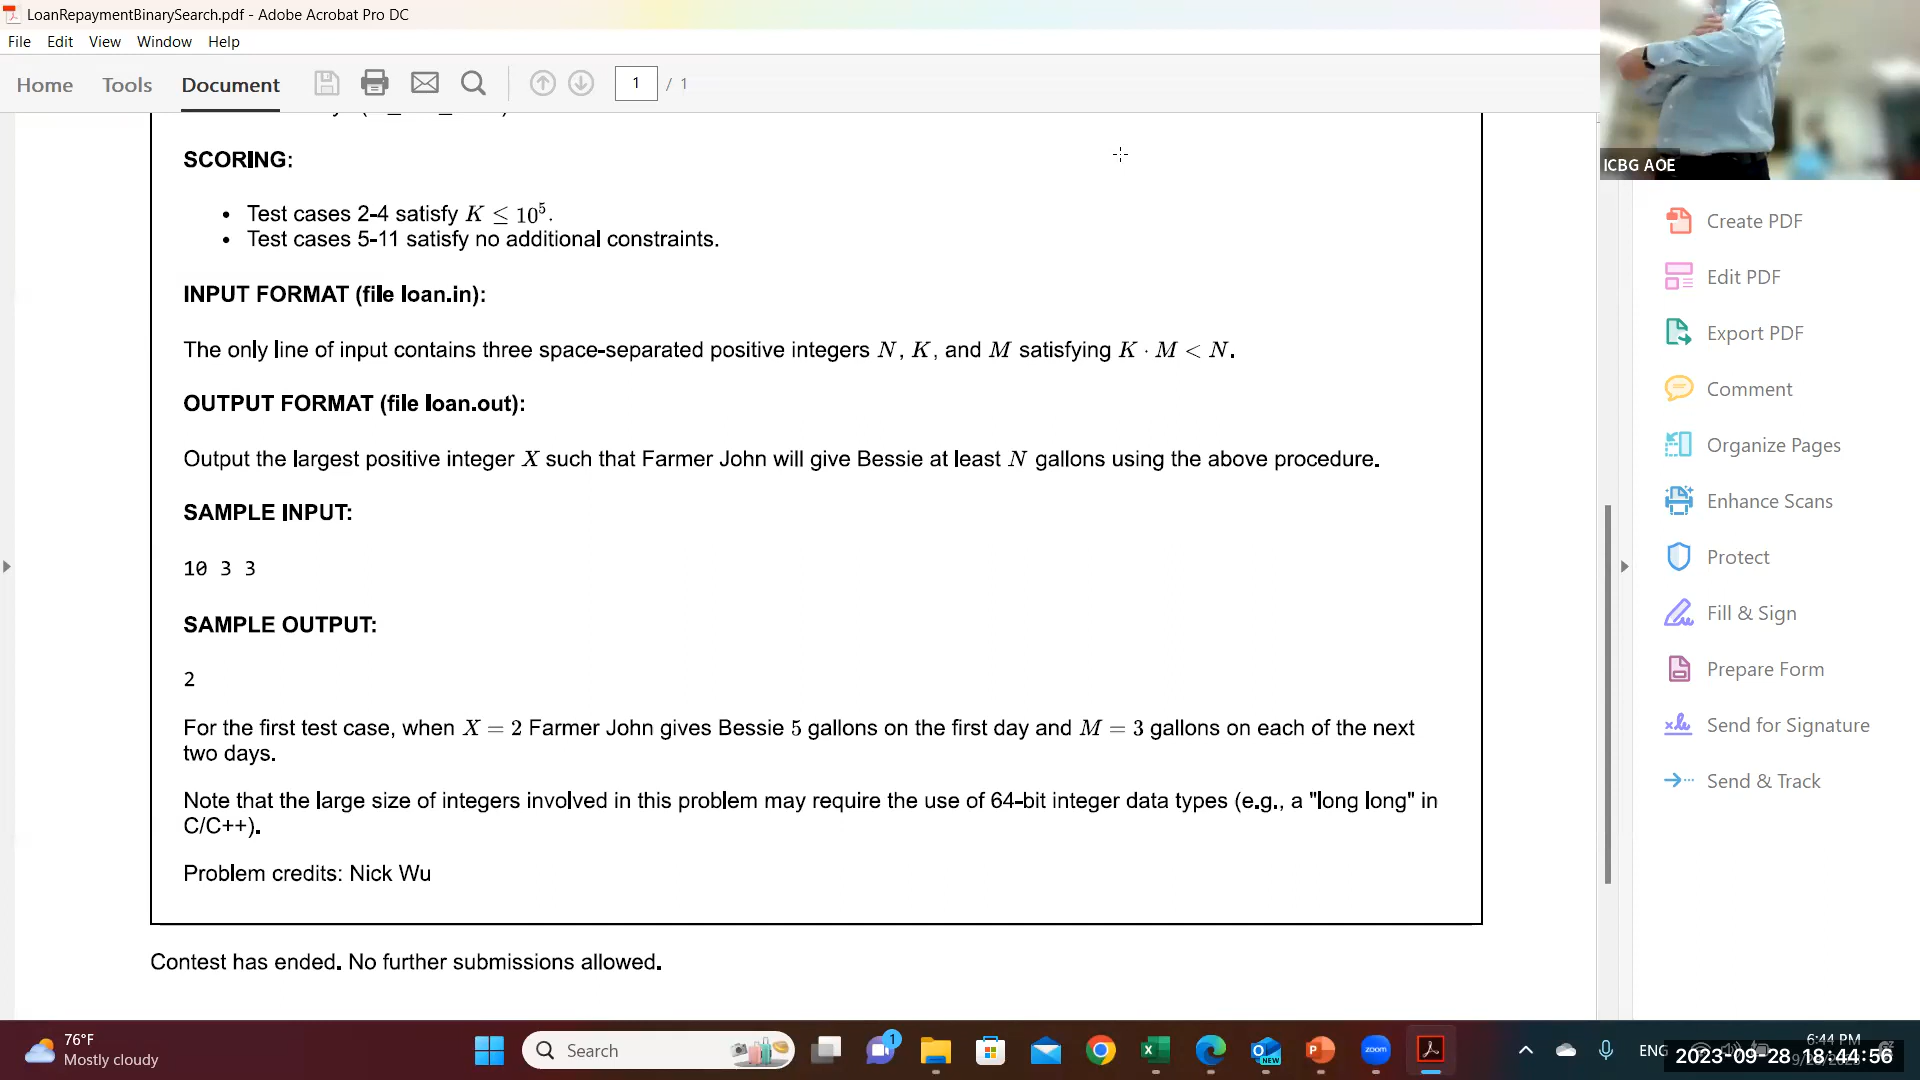 LoanRepaymentBinarySearch.pdf - Adobe Acrobat Pro DC
File Edit View Window Help
Home Tools Document 1 / 1
SCORING:
• Test cases 2-4 satisfy K ≤ 10^5.
• Test cases 5-11 satisfy no additional constraints.
INPUT FORMAT (file loan.in):
The only line of input contains three space-separated positive integers N, K, and M satisfying K · M < N.
OUTPUT FORMAT (file loan.out):
Output the largest positive integer X such that Farmer John will give Bessie at least N gallons using the above procedure.
SAMPLE INPUT:
10 3 3
SAMPLE OUTPUT:
2
For the first test case, when X = 2 Farmer John gives Bessie 5 gallons on the first day and M = 3 gallons on each of the next
two days.
Note that the large size of integers involved in this problem may require the use of 64-bit integer data types (e.g., a "long long" in
C/C++).
Problem credits: Nick Wu
Contest has ended. No further submissions allowed.
ICBG AOE
Create PDF
Edit PDF
Export PDF
Comment
Organize Pages
Enhance Scans
Protect
Fill & Sign
Prepare Form
Send for Signature
Send & Track
76°F
Mostly cloudy
Search
1
NEW
zoom
ENG
6:44 PM
2023-09-28 18:44:56